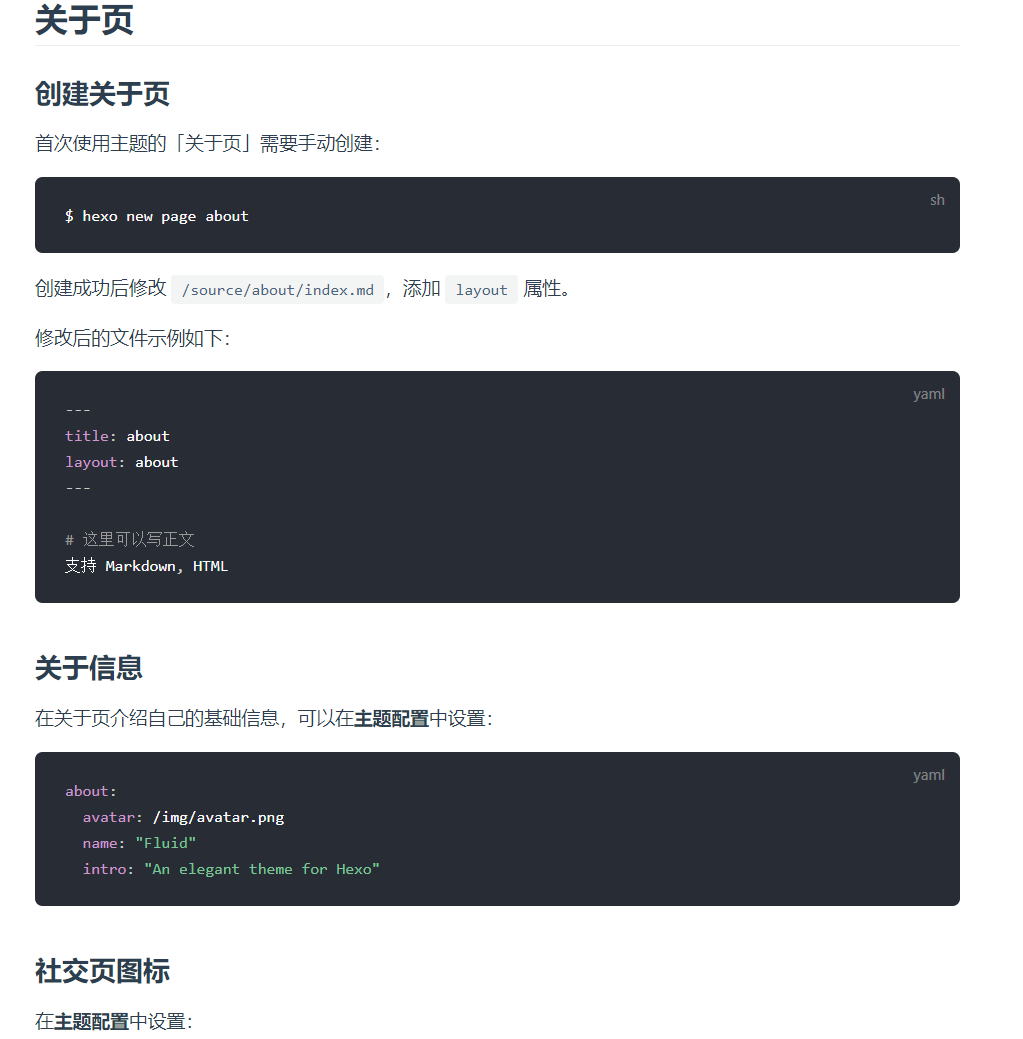 关于页
创建关于页
首次使用主题的「关于页」需要手动创建：
sh
$ hexo new page about
创建成功后修改 /source/about/index.md，添加 layout 属性。
修改后的文件示例如下：
yaml
---
title: about
layout: about
---
# 这里可以写正文
支持 Markdown, HTML
关于信息
在关于页介绍自己的基础信息，可以在主题配置中设置：
yaml
about:
  avatar: /img/avatar.png
  name: "Fluid"
  intro: "An elegant theme for Hexo"
社交页图标
在主题配置中设置：